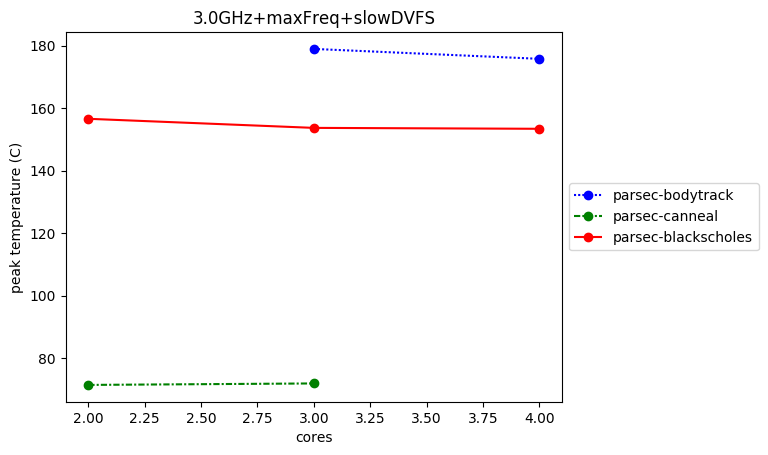 3.0GHz+maxFreq+slowDVFS
180
160
140
120
100
80
peak temperature (C)
2.00 2.25 2.50 2.75 3.00 3.25 3.50 3.75 4.00
cores
parsec-bodytrack
parsec-canneal
parsec-blackscholes